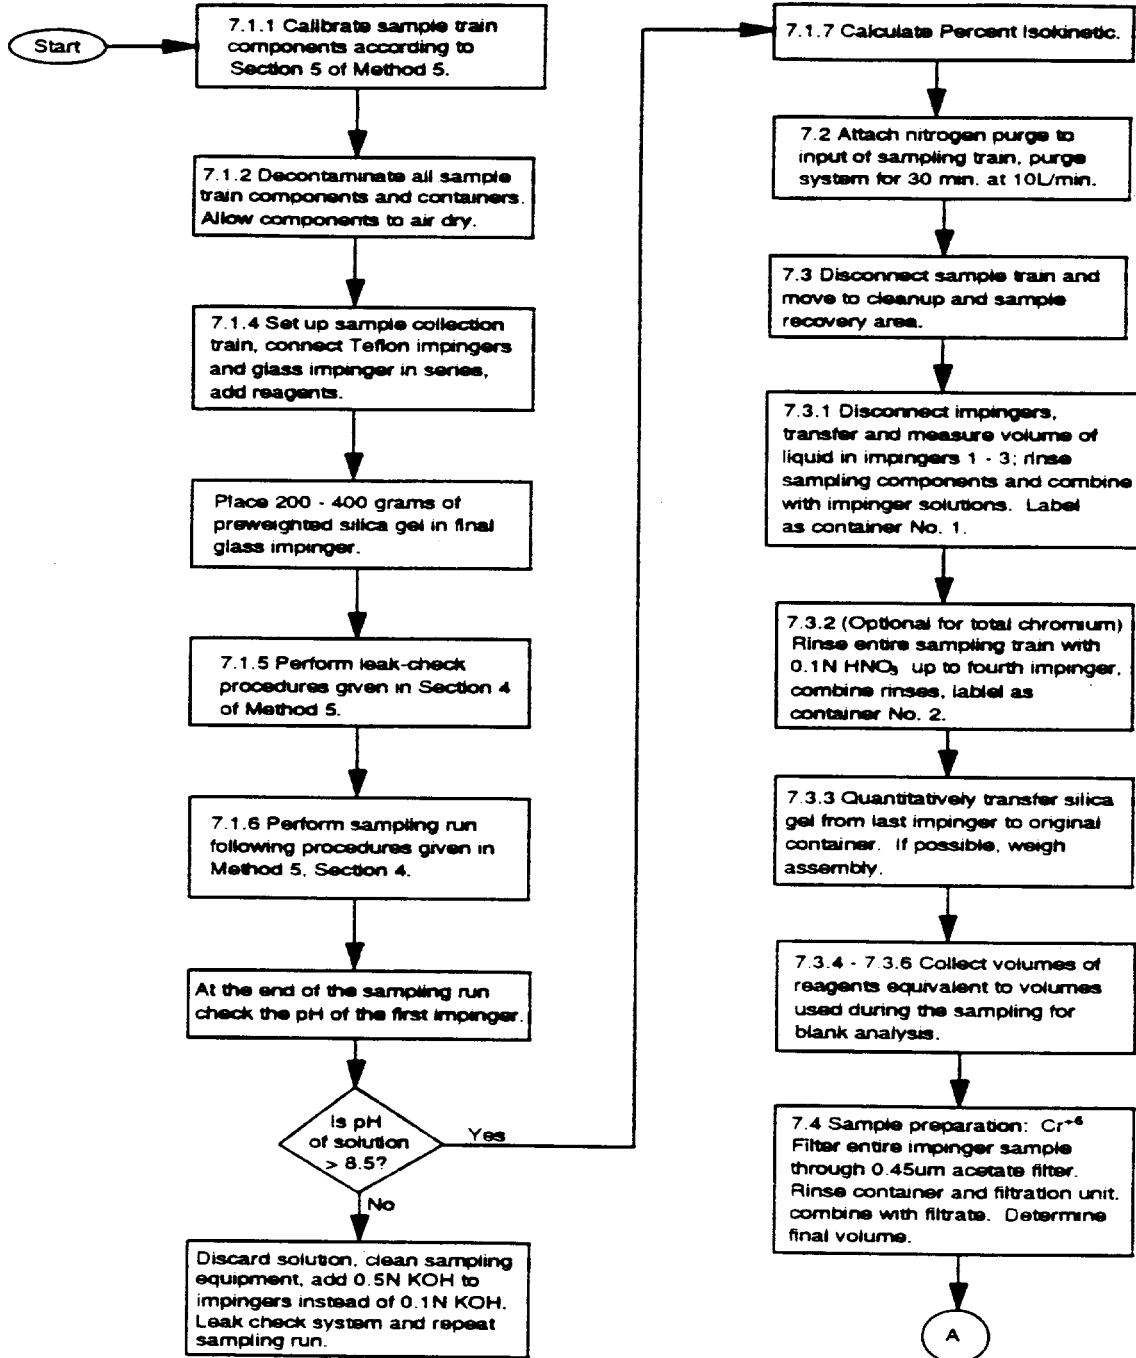 Start
7.1.1 Calibrate sample train
components according to
Section 5 of Method 5.
7.1.2 Decontaminate all sample
train components and containers.
Allow components to air dry.
7.1.4 Set up sample collection
train, connect Teflon impingers
and glass impinger in series,
add reagents.
Place 200 - 400 grams of
preweighted silica gel in final
glass impinger.
7.1.5 Perform leak-check
procedures given in Section 4
of Method 5.
7.1.6 Perform sampling run
following procedures given in
Method 5, Section 4.
At the end of the sampling run
check the pH of the first impinger.
Is pH
of solution
> 8.5?
Yes
No
Discard solution, clean sampling
equipment, add 0.5N KOH to
impingers instead of 0.1N KOH.
Leak check system and repeat
sampling run.
7.1.7 Calculate Percent Isokinetic.
7.2 Attach nitrogen purge to
input of sampling train, purge
system for 30 min. at 10L/min.
7.3 Disconnect sample train and
move to cleanup and sample
recovery area.
7.3.1 Disconnect impingers,
transfer and measure volume of
liquid in impingers 1 - 3; rinse
sampling components and combine
with impinger solutions. Label
as container No. 1.
7.3.2 (Optional for total chromium)
Rinse entire sampling train with
0.1N HNO₃ up to fourth impinger,
combine rinses, lablel as
container No. 2.
7.3.3 Quantitatively transfer silica
gel from last impinger to original
container. If possible, weigh
assembly.
7.3.4 - 7.3.6 Collect volumes of
reagents equivalent to volumes
used during the sampling for
blank analysis.
7.4 Sample preparation: Cr⁺⁶
Filter entire impinger sample
through 0.45um acetate filter.
Rinse container and filtration unit,
combine with filtrate. Determine
final volume.
A